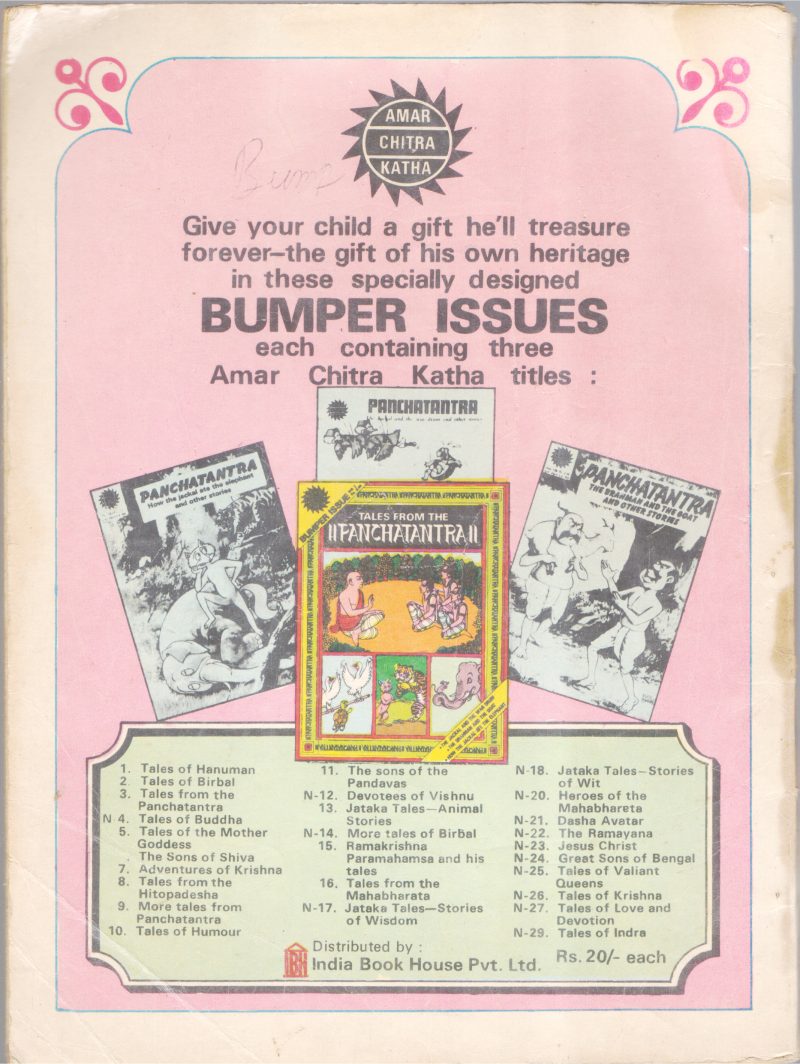 AMAR
CHITRA
KATHA
Bump
Give your child a gift he'll treasure
forever–the gift of his own heritage
in these specially designed
BUMPER ISSUES
each containing three
Amar Chitra Katha titles :
PANCHATANTRA
PANCHATANTRA
How the jackal ate the elephant
and other stories
PANCHATANTRA
THE BRAHMAN AND THE GOAT
AND OTHER STORIES
BUMPER ISSUE
TALES FROM THE
PANCHATANTRA
1. Tales of Hanuman
2. Tales of Birbal
3. Tales from the
Panchatantra
N 4. Tales of Buddha
5. Tales of the Mother
Goddess
. The Sons of Shiva
7. Adventures of Krishna
8. Tales from the
Hitopadesha
9. More tales from
Panchatantra
10. Tales of Humour
11. The sons of the
Pandavas
N-12. Devotees of Vishnu
13. Jataka Tales—Animal
Stories
N-14. More tales of Birbal
15. Ramakrishna
Paramahamsa and his
tales
16. Tales from the
Mahabharata
N-17. Jataka Tales—Stories
of Wisdom
N-18. Jataka Tales—Stories
of Wit
N-20. Heroes of the
Mahabhareta
N-21. Dasha Avatar
N-22. The Ramayana
N-23. Jesus Christ
N-24. Great Sons of Bengal
N-25. Tales of Valiant
Queens
N-26. Tales of Krishna
N-27. Tales of Love and
Devotion
N-29. Tales of Indra
Distributed by :
India Book House Pvt. Ltd.
Rs. 20/- each